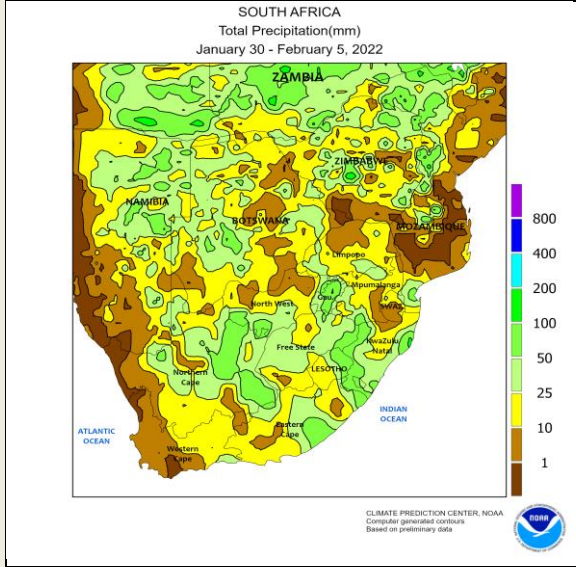 SOUTH AFRICA
Total Precipitation(mm)
January 30 - February 5, 2022
ZAMBIA
ZIMBABWE
NAMIBIA
BOTSWANA
MOZAMBIQUE
Limpopo
Mpumalanga
Gau.
North West
SWAZ.
Free State
KwaZulu
Natal
LESOTHO
Northern
Cape
Eastern
Cape
Western
Cape
ATLANTIC
OCEAN
INDIAN
OCEAN
800
400
200
100
50
25
10
1
CLIMATE PREDICTION CENTER, NOAA
Computer generated contours
Based on preliminary data
NOAA